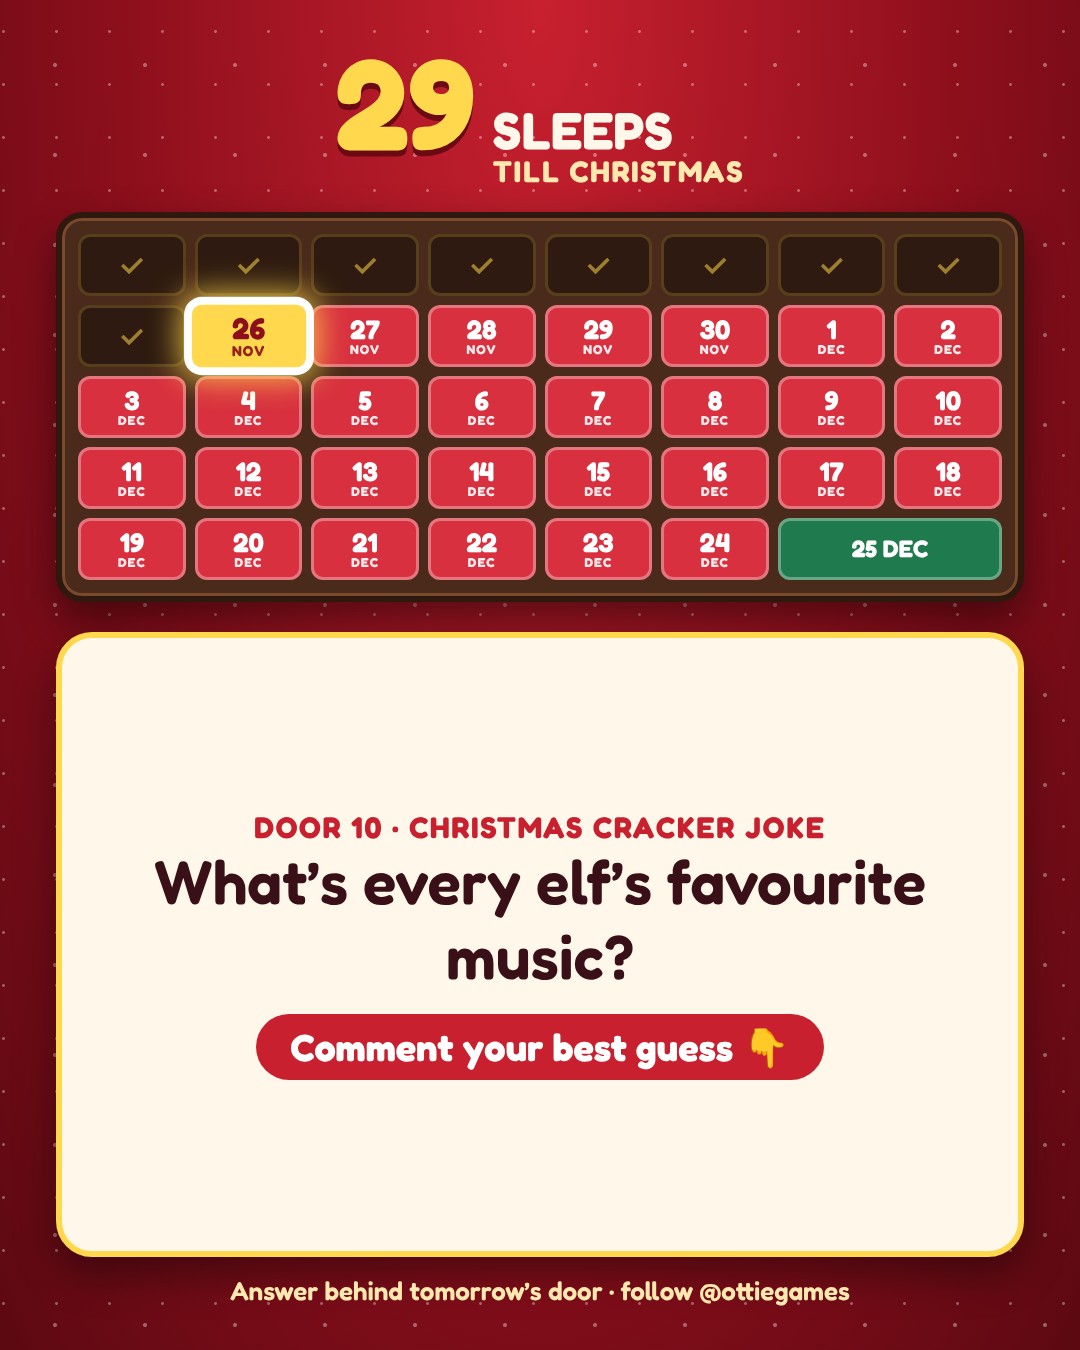 29 SLEEPS
TILL CHRISTMAS
26 NOV 27 NOV 28 NOV 29 NOV 30 NOV 1 DEC 2 DEC
3 DEC 4 DEC 5 DEC 6 DEC 7 DEC 8 DEC 9 DEC 10 DEC
11 DEC 12 DEC 13 DEC 14 DEC 15 DEC 16 DEC 17 DEC 18 DEC
19 DEC 20 DEC 21 DEC 22 DEC 23 DEC 24 DEC 25 DEC
DOOR 10 · CHRISTMAS CRACKER JOKE
What’s every elf’s favourite
music?
Comment your best guess 👇
Answer behind tomorrow’s door · follow @ottiegames